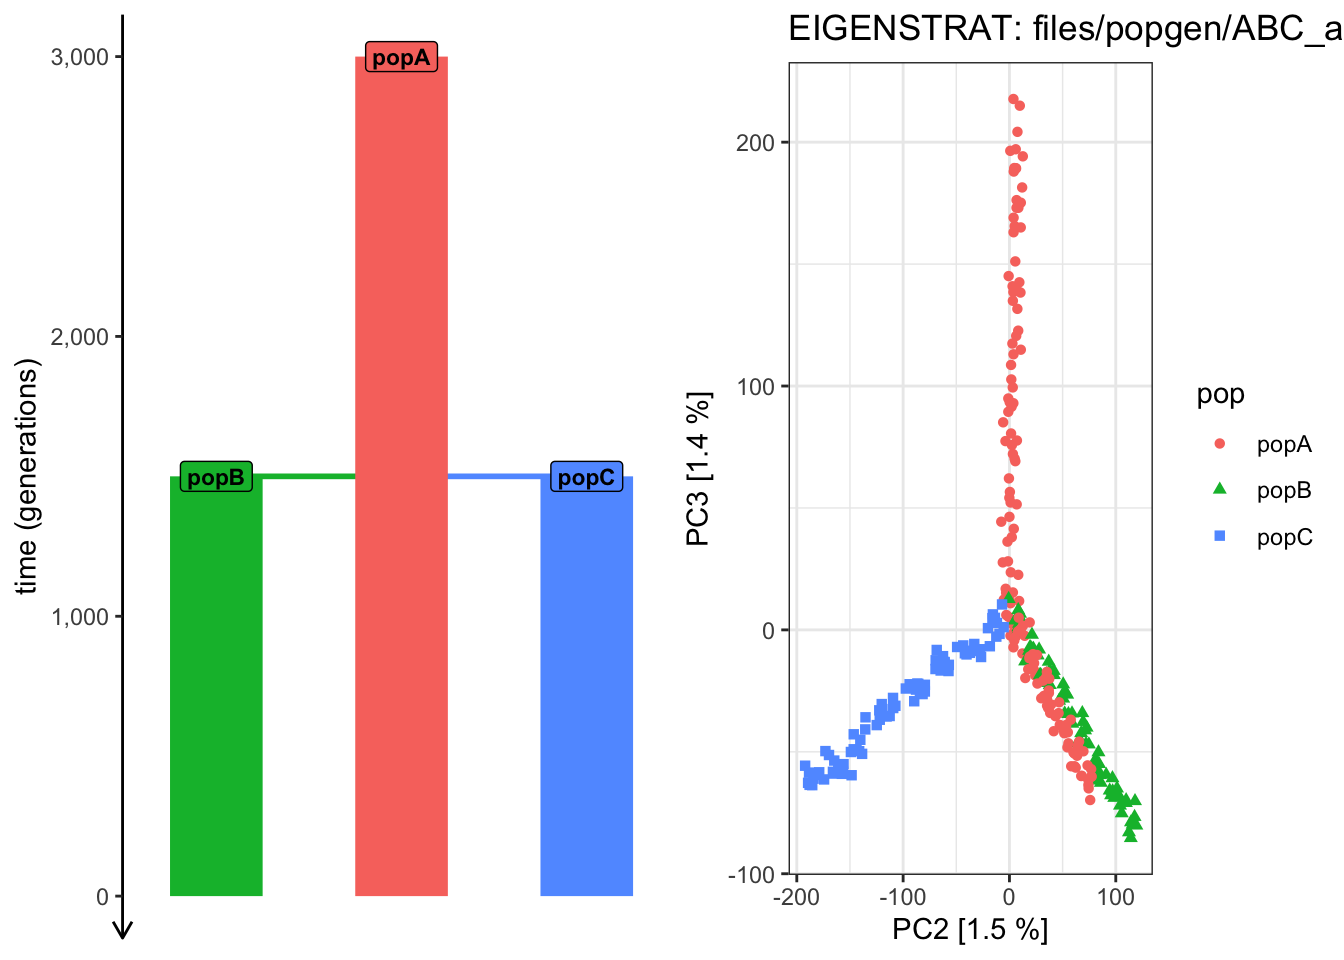 time (generations)
3,000
2,000
1,000
0
popA
popB
popC
EIGENSTRAT: files/popgen/ABC_a
PC3 [1.4 %]
200
100
0
-100
-200
-100
0
100
PC2 [1.5 %]
pop
popA
popB
popC